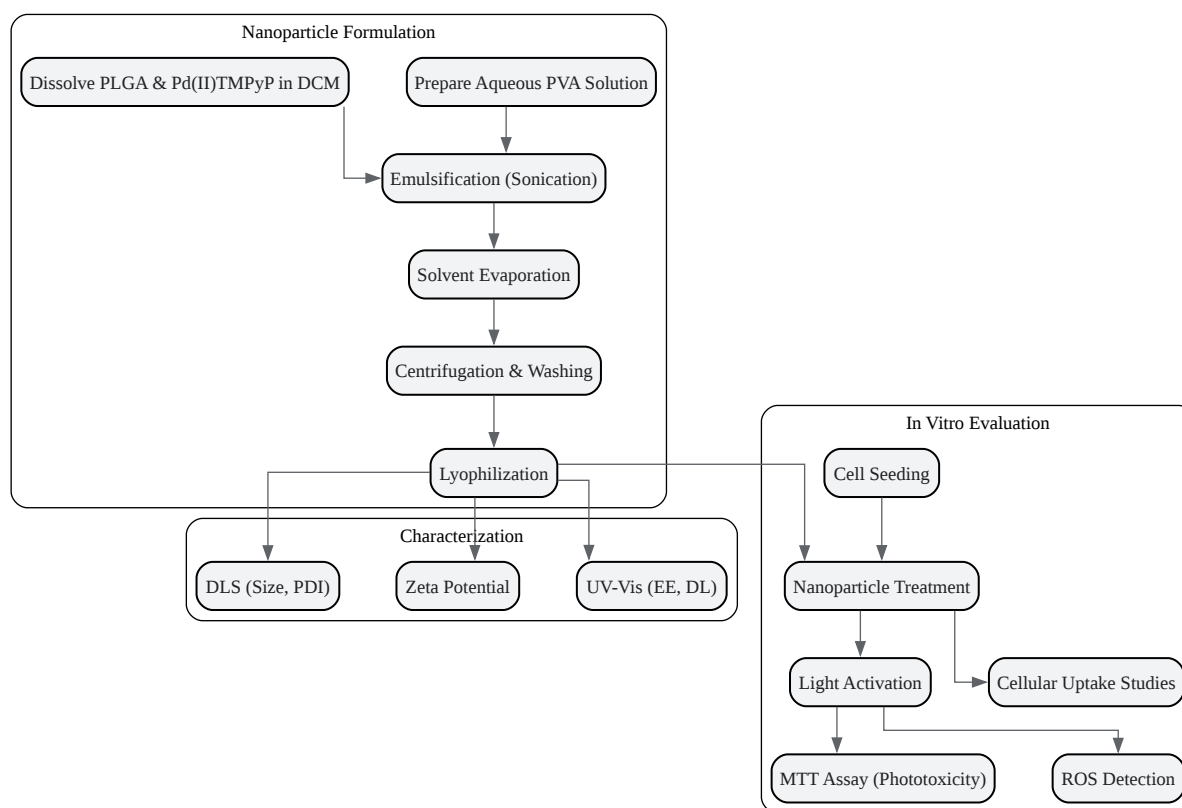 Nanoparticle Formulation
Dissolve PLGA & Pd(II)TMPyP in DCM
Prepare Aqueous PVA Solution
Emulsification (Sonication)
Solvent Evaporation
Centrifugation & Washing
Lyophilization
Characterization
DLS (Size, PDI)
Zeta Potential
UV-Vis (EE, DL)
In Vitro Evaluation
Cell Seeding
Nanoparticle Treatment
Light Activation
Cellular Uptake Studies
MTT Assay (Phototoxicity)
ROS Detection